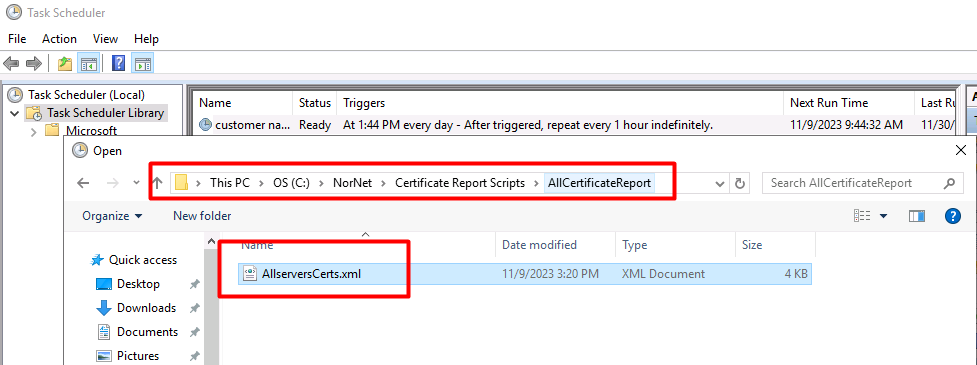 Task Scheduler
File Action View Help
Task Scheduler (Local)
Task Scheduler Library
Microsoft
Name Status Triggers Next Run Time Last Ru
customer na... Ready At 1:44 PM every day - After triggered, repeat every 1 hour indefinitely. 11/9/2023 9:44:32 AM 11/30/
A
T
Open
This PC > OS (C:) > NorNet > Certificate Report Scripts > AllCertificateReport
Search AllCertificateReport
Organize New folder
Name Date modified Type Size
Quick access
AllserversCerts.xml 11/9/2023 3:20 PM XML Document 4 KB
Desktop
Downloads
Documents
Pictures